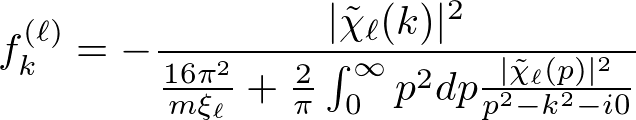 $$f_k^{(\ell)} = -\frac{|\tilde{\chi}_\ell(k)|^2}{\frac{16\pi^2}{m\xi_\ell} + \frac{2}{\pi}\int_0^\infty p^2 dp \frac{|\tilde{\chi}_\ell(p)|^2}{p^2-k^2-i0}}$$